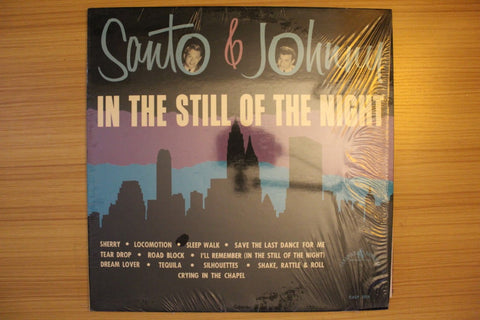 Santo & Johnny
IN THE STILL OF THE NIGHT
SHERRY • LOCOMOTION • SLEEP WALK • SAVE THE LAST DANCE FOR ME
TEAR DROP • ROAD BLOCK • I'LL REMEMBER (IN THE STILL OF THE NIGHT)
DREAM LOVER • TEQUILA • SILHOUETTES • SHAKE, RATTLE & ROLL
CRYING IN THE CHAPEL